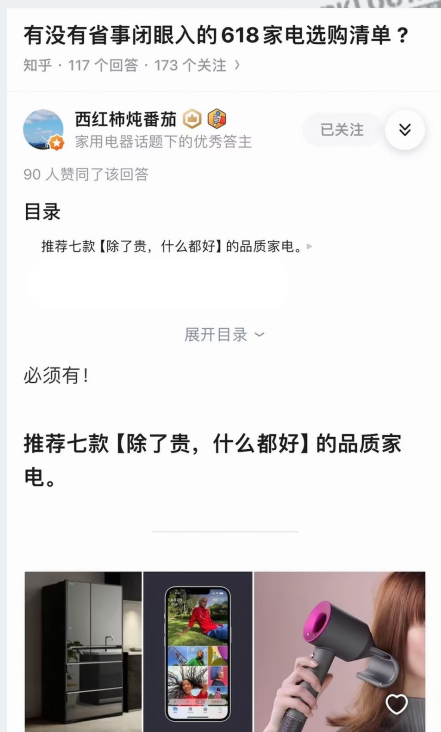 有没有省事闭眼入的618家电选购清单？
知乎 · 117 个回答 · 173 个关注 〉
西红柿炖番茄
已关注
家用电器话题下的优秀答主
90 人赞同了该回答
目录
推荐七款【除了贵，什么都好】的品质家电。
展开目录
必须有！
推荐七款【除了贵，什么都好】的品质家
电。